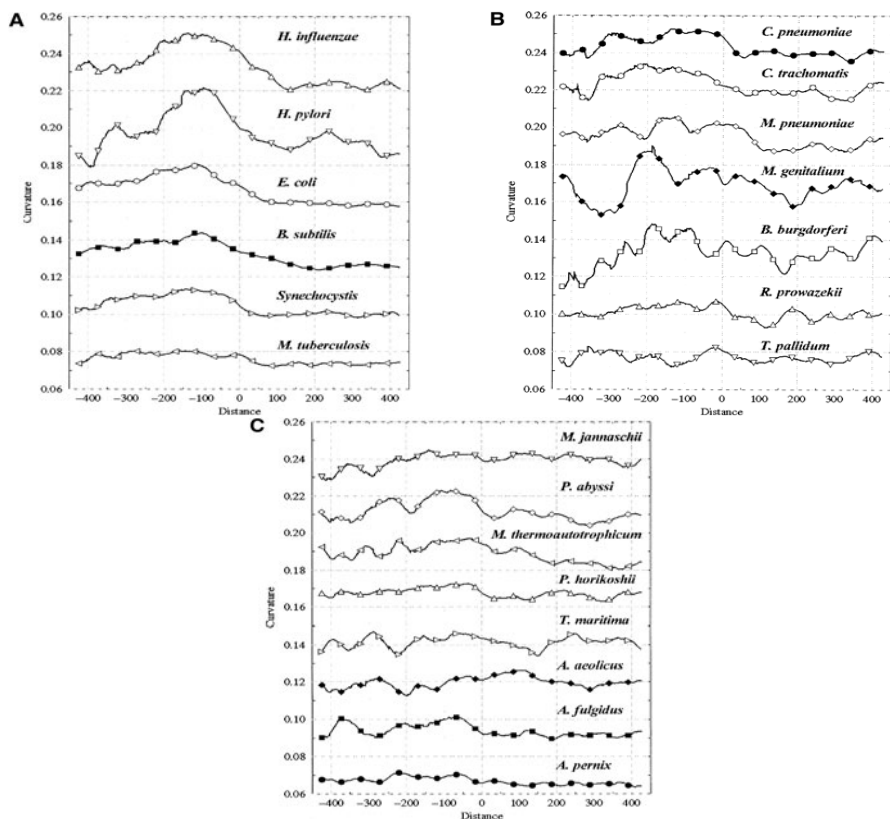 A
0.26
0.24
0.22
0.20
0.18
0.16
0.14
0.12
0.10
0.08
0.06
Curvature
H. influenzae
H. pylori
E. coli
B. subtilis
Synechocystis
M. tuberculosis
−400 −300 −200 −100 0 100 200 300 400
Distance
B
0.26
0.24
0.22
0.20
0.18
0.16
0.14
0.12
0.10
0.08
0.06
Curvature
C. pneumoniae
C. trachomatis
M. pneumoniae
M. genitalium
B. burgdorferi
R. prowazekii
T. pallidum
−400 −300 −200 −100 0 100 200 300 400
Distance
C
0.26
0.24
0.22
0.20
0.18
0.16
0.14
0.12
0.10
0.08
0.06
Curvature
M. jannaschii
P. abyssi
M. thermoautotrophicum
P. horikoshii
T. maritima
A. aeolicus
A. fulgidus
A. pernix
−400 −300 −200 −100 0 100 200 300 400
Distance